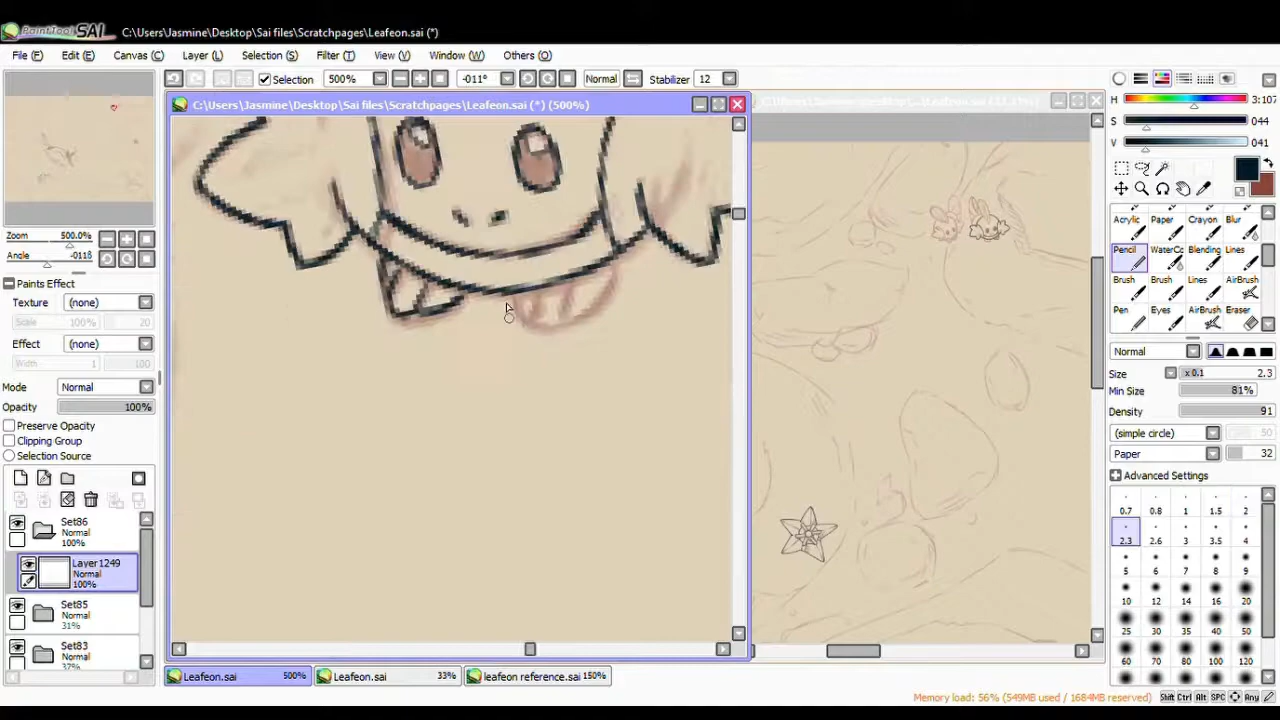 PaintTool SAI C:\Users\Jasmine\Desktop\Sai files\Scratchpages\Leafeon.sai (*)
File (F) Edit (E) Canvas (C) Layer (L) Selection (S) Filter (T) View (V) Window (W) Others (O)
Selection 500% -011° Normal Stabilizer 12
C:\Users\Jasmine\Desktop\Sai files\Scratchpages\Leafeon.sai (*) (500%)
H 3:107
S 044
V 041
Acrylic Paper Crayon Blur
Pencil WaterCo Blending Lines
Brush Brush Lines AirBrush
Pen Eyes AirBrush Eraser
Normal
Size x 0.1 2.3
Min Size 81%
Density 91
(simple circle) 50
Paper 32
Advanced Settings
0.7 0.8 1 1.5 2
2.3 2.6 3 3.5 4
5 6 7 8 9
10 12 14 16 20
25 30 35 40 50
60 70 80 100 120
Zoom 500.0%
Angle -011δ
Paints Effect
Texture (none)
Scale 100% 20
Effect (none)
Width 1 100
Mode Normal
Opacity 100%
Preserve Opacity
Clipping Group
Selection Source
Set86
Normal
100%
Layer1249
Normal
100%
Set85
Normal
31%
Set83
Normal
37%
Leafeon.sai 500% Leafeon.sai 33% leafeon reference.sai 150%
Memory load: 56% (549MB used / 1684MB reserved) Shift Ctrl Alt SPC Any